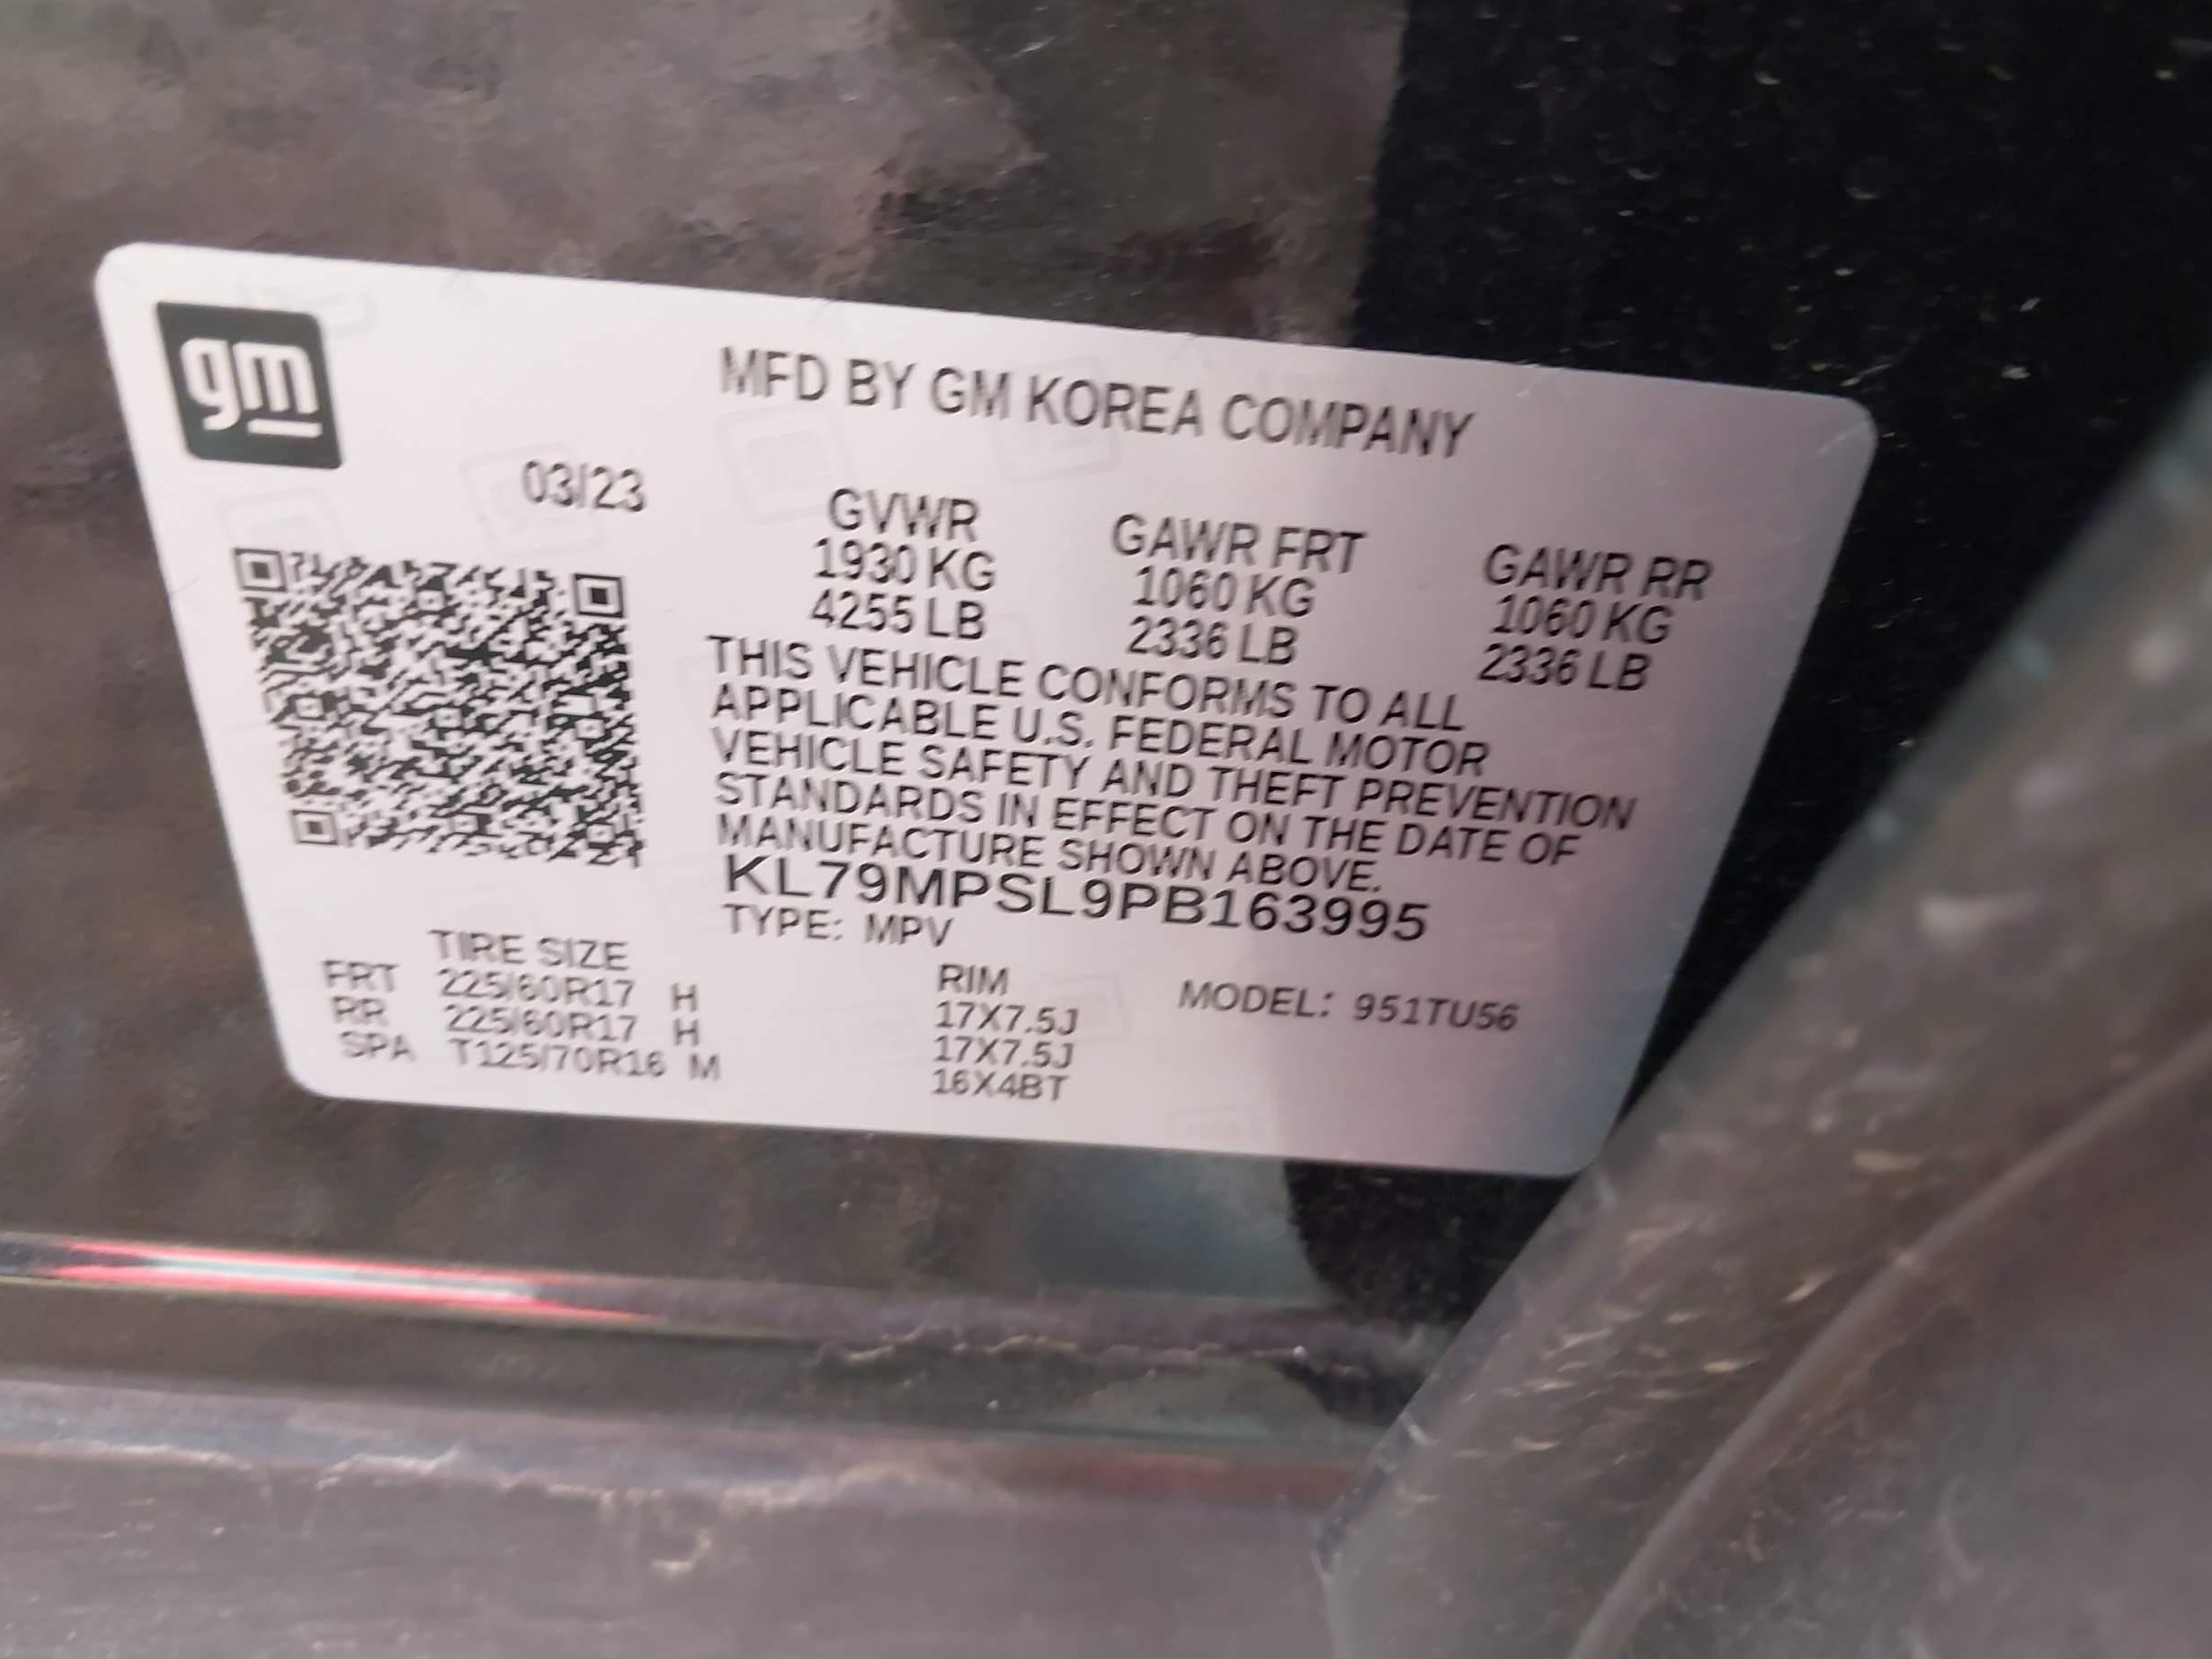 gm
MFD BY GM KOREA COMPANY
03/23
GVWR GAWR FRT GAWR RR
1930 KG 1060 KG 1060 KG
4255 LB 2336 LB 2336 LB
THIS VEHICLE CONFORMS TO ALL
APPLICABLE U.S. FEDERAL MOTOR
VEHICLE SAFETY AND THEFT PREVENTION
STANDARDS IN EFFECT ON THE DATE OF
MANUFACTURE SHOWN ABOVE.
KL79MPSL9PB163995
TYPE: MPV
TIRE SIZE RIM MODEL: 951TU56
FRT 225/60R17 H 17X7.5J
RR 225/60R17 H 17X7.5J
SPA T125/70R16 M 16X4BT